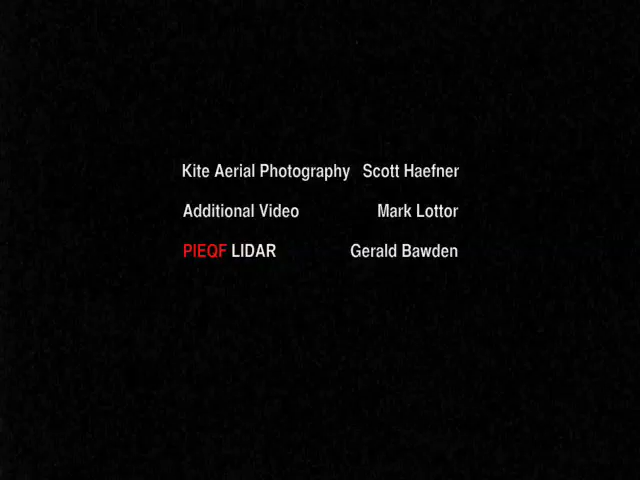 Kite Aerial Photography Scott Haefner
Additional Video Mark Lottor
PIEQF LIDAR Gerald Bawden